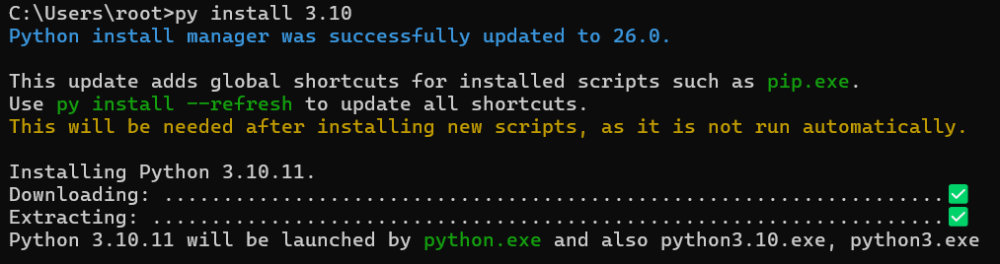 C:\Users\root>py install 3.10
Python install manager was successfully updated to 26.0.
This update adds global shortcuts for installed scripts such as pip.exe.
Use py install --refresh to update all shortcuts.
This will be needed after installing new scripts, as it is not run automatically.
Installing Python 3.10.11.
Downloading: ...................................................................✅
Extracting: ....................................................................✅
Python 3.10.11 will be launched by python.exe and also python3.10.exe, python3.exe